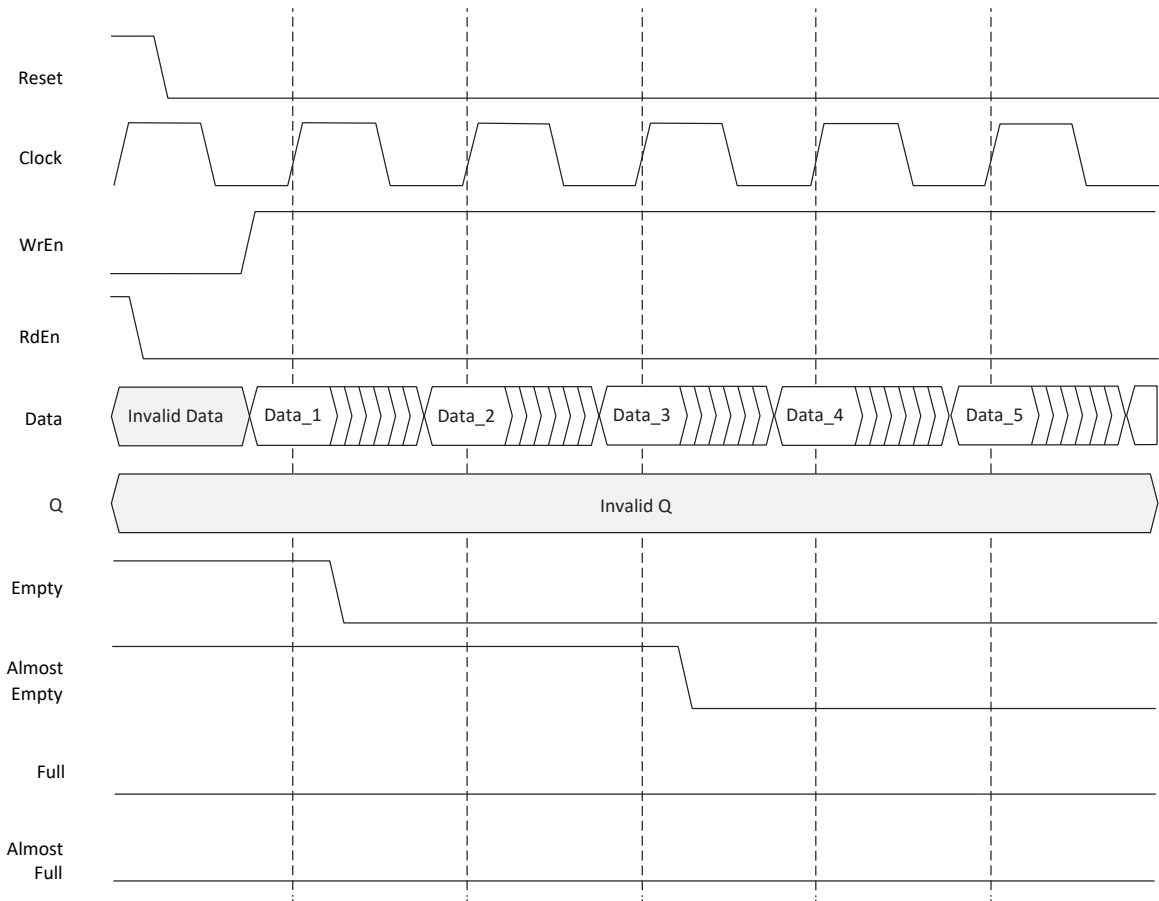 Reset
Clock
WrEn
RdEn
Data
Invalid Data
Data_1
Data_2
Data_3
Data_4
Data_5
Q
Invalid Q
Empty
Almost
Empty
Full
Almost
Full